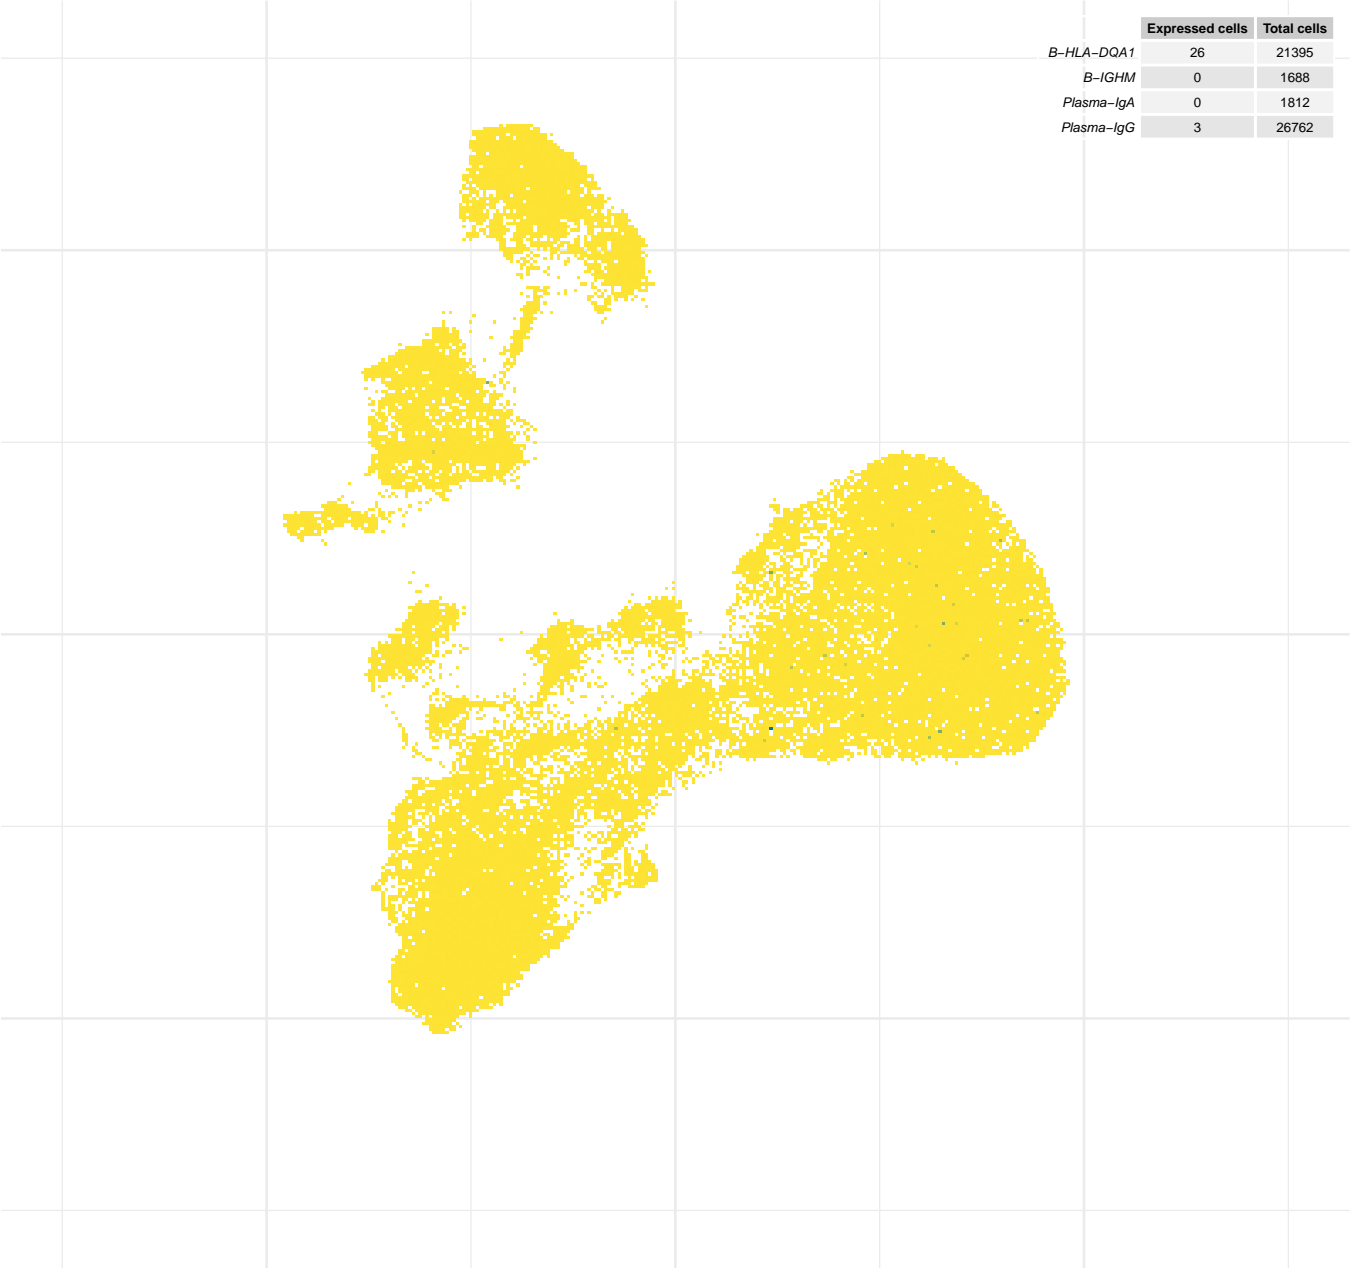 Expressed cells Total cells
B−HLA−DQA1 26 21395
B−IGHM 0 1688
Plasma−IgA 0 1812
Plasma−IgG 3 26762